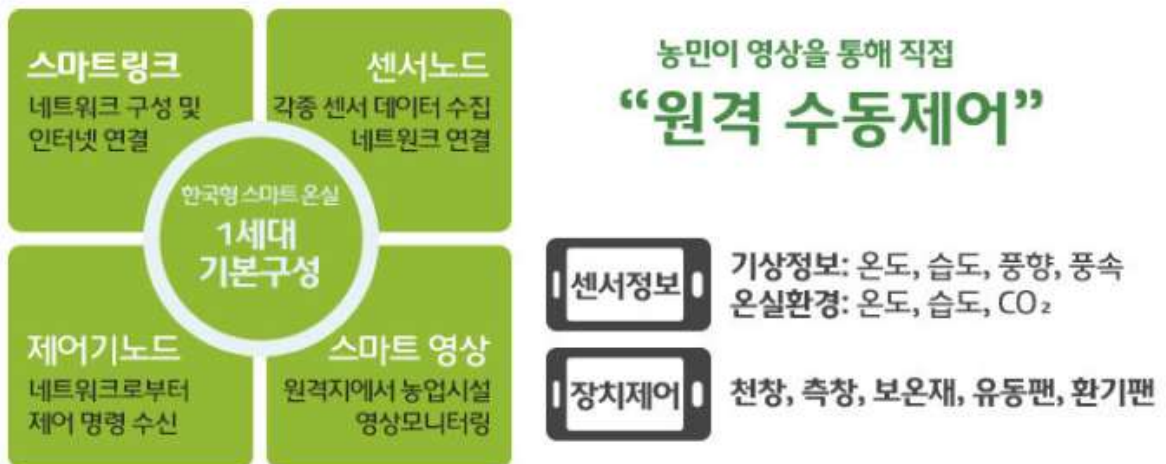 스마트링크
네트워크 구성 및
인터넷 연결
센서노드
각종 센서 데이터 수집
네트원크 연결
한국형 스마트 온실
1세대
기본구성
제어기노드
네트워크로부터
제어 명령 수신
스마트 영상
원격지에서 농업시설
영상모니터링
농민이 영상을 통해 직접
“원격 수동제어”
센서정보
기상정보: 온도, 습도, 풍향, 풍속
온실환경: 온도, 습도, CO₂
장치제어
천창, 측창, 보온재, 유동팬, 환기팬